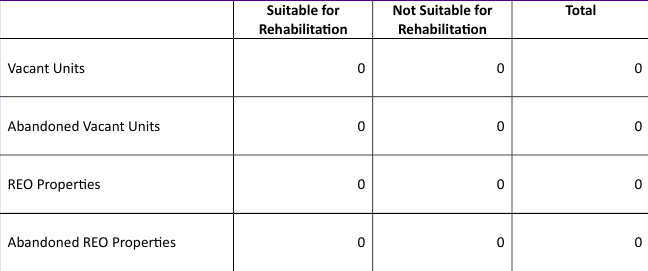 Suitable for Not Suitable for Total
Rehabilitation Rehabilitation
Vacant Units 0 0 0
Abandoned Vacant Units 0 0 0
REO Properties 0 0 0
Abandoned REO Properties 0 0 0